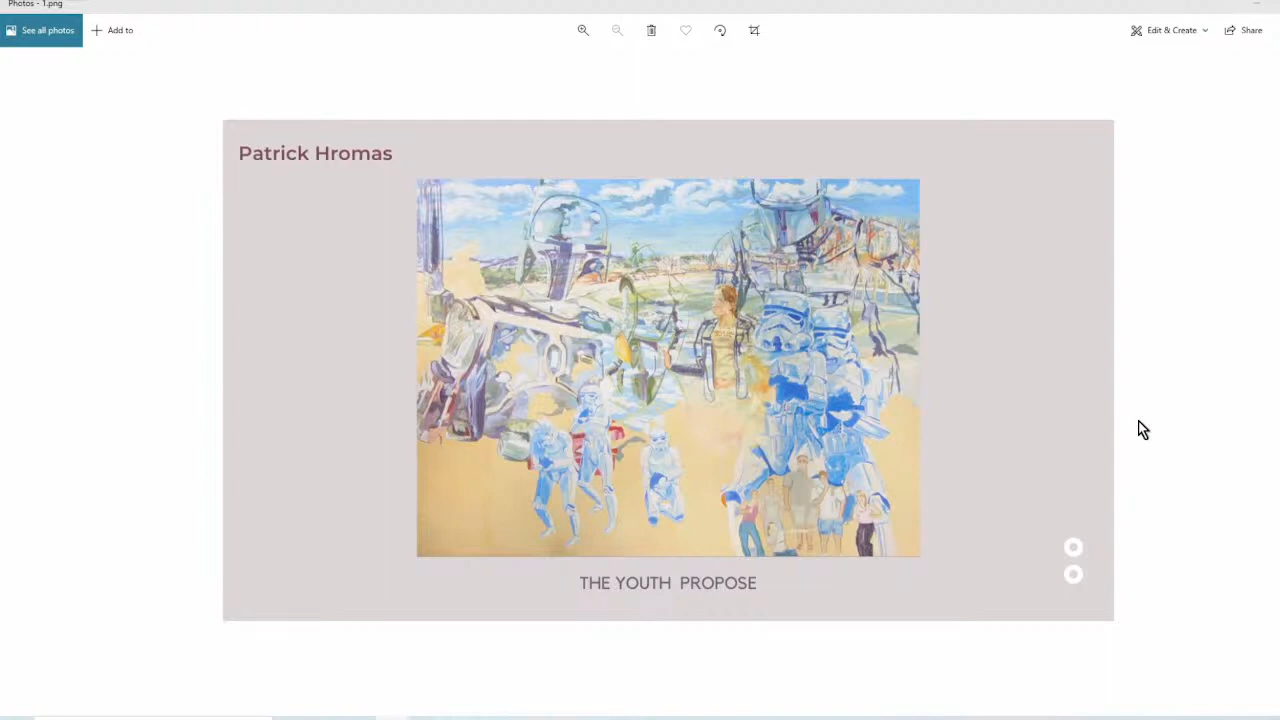 Photos - 1.png
See all photos
Add to
Edit & Create
Share
Patrick Hromas
THE YOUTH PROPOSE